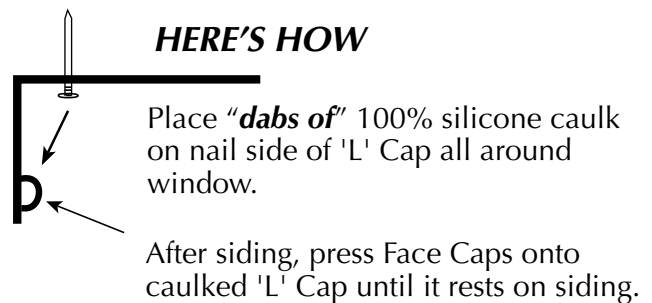 HERE'S HOW
Place “dabs of” 100% silicone caulk
on nail side of 'L' Cap all around
window.
After siding, press Face Caps onto
caulked 'L' Cap until it rests on siding.